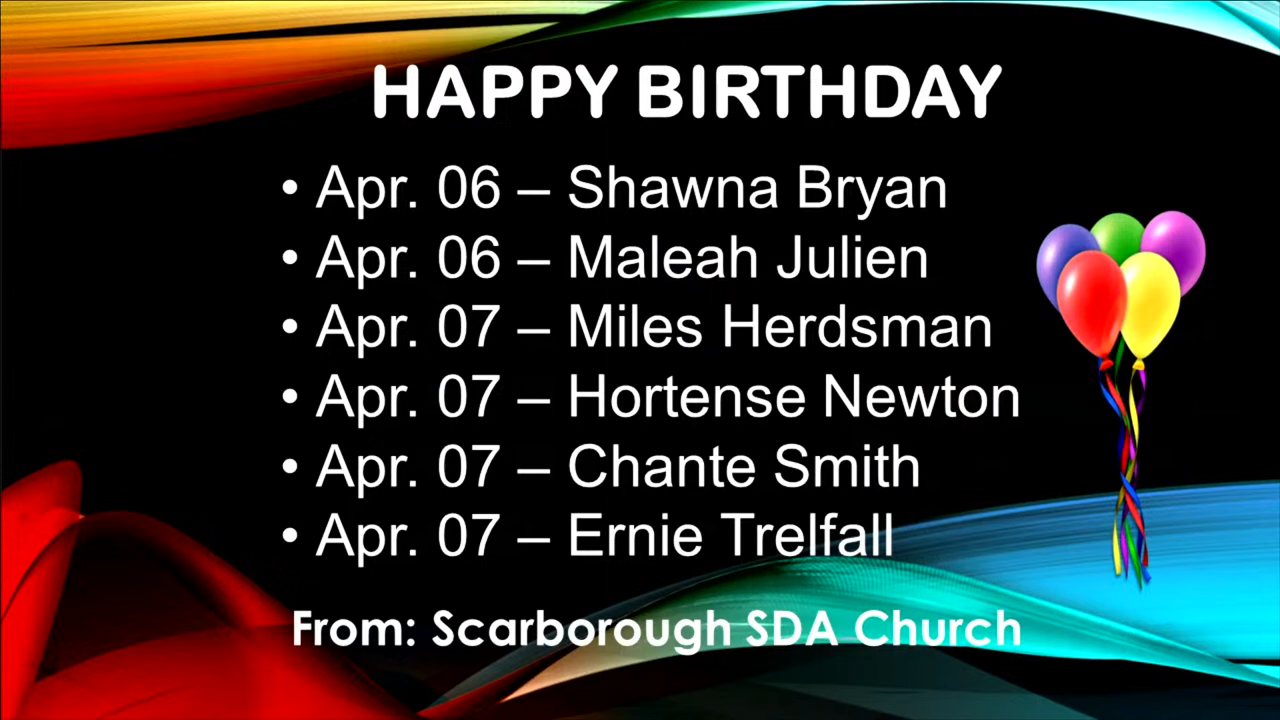 HAPPY BIRTHDAY
• Apr. 06 – Shawna Bryan
• Apr. 06 – Maleah Julien
• Apr. 07 – Miles Herdsman
• Apr. 07 – Hortense Newton
• Apr. 07 – Chante Smith
• Apr. 07 – Ernie Trelfall
From: Scarborough SDA Church